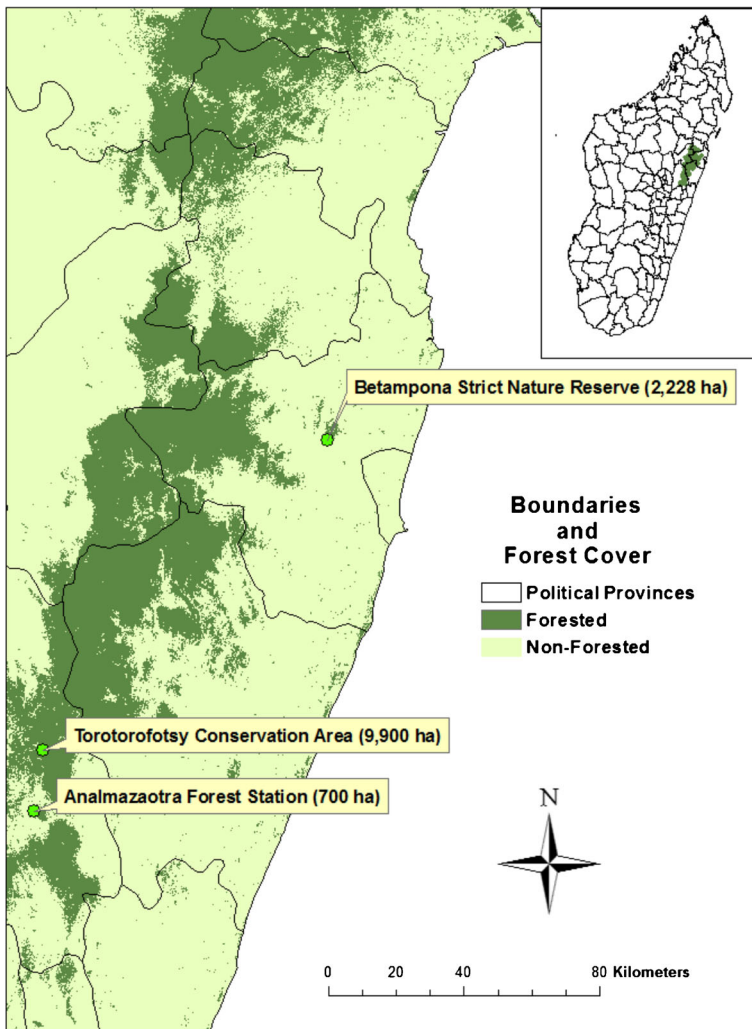 Betampona Strict Nature Reserve (2,228 ha)
Boundaries
and
Forest Cover
Political Provinces
Forested
Non-Forested
Torotorofotsy Conservation Area (9,900 ha)
Analmazaotra Forest Station (700 ha)
N
0 20 40 80 Kilometers